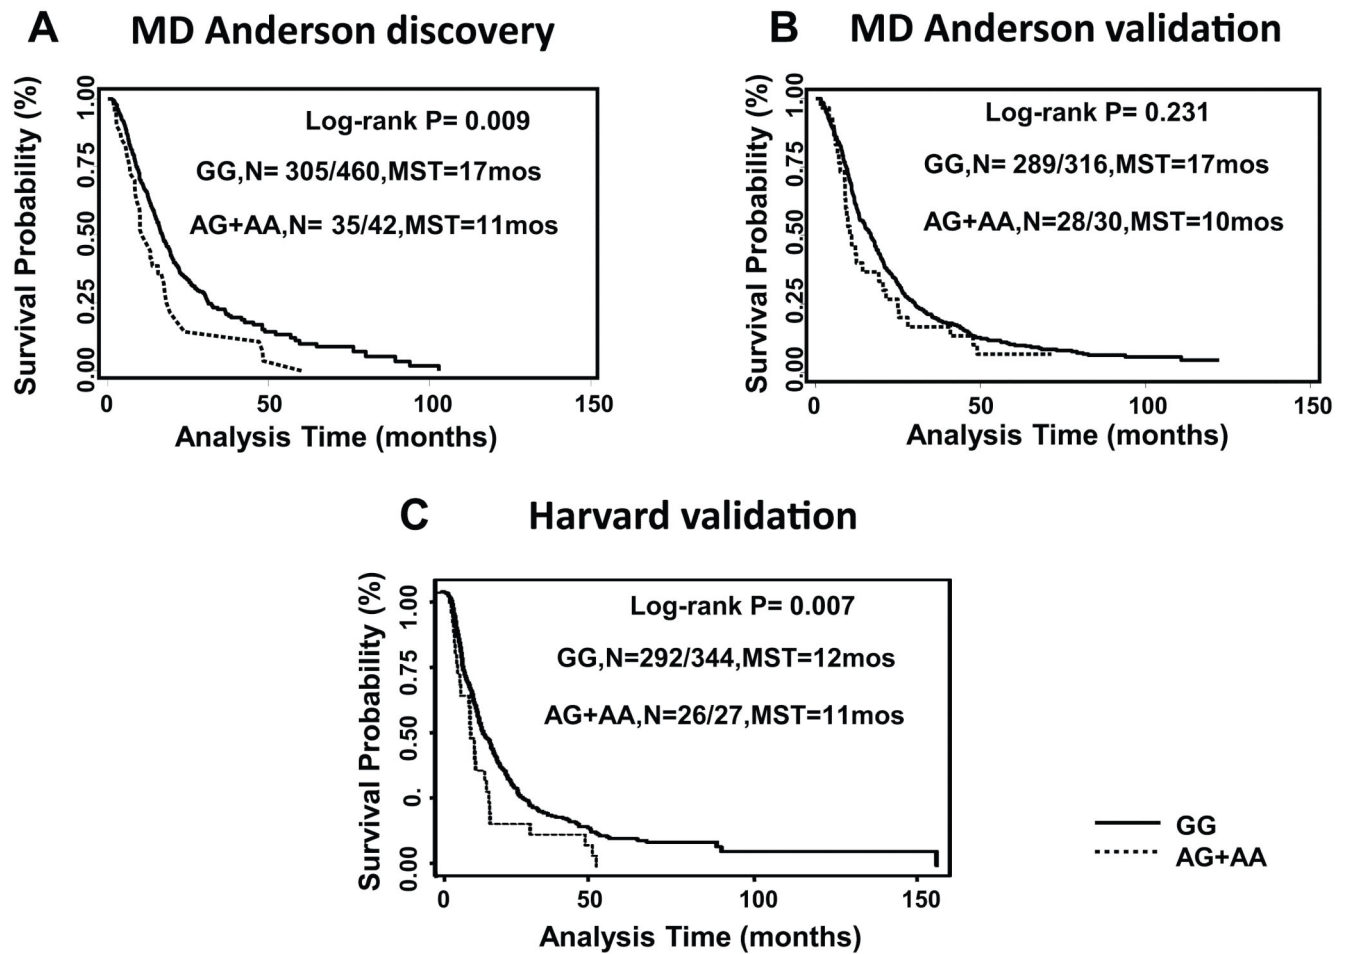 A MD Anderson discovery
Survival Probability (%)
1.00
0.75
0.50
0.25
0.00
Log-rank P= 0.009
GG,N= 305/460,MST=17mos
AG+AA,N= 35/42,MST=11mos
0 50 100 150
Analysis Time (months)
B MD Anderson validation
Survival Probability (%)
1.00
0.75
0.50
0.25
0.00
Log-rank P= 0.231
GG,N= 289/316,MST=17mos
AG+AA,N=28/30,MST=10mos
0 50 100 150
Analysis Time (months)
C Harvard validation
Survival Probability (%)
1.00
0.75
0.50
0.
0.00
Log-rank P= 0.007
GG,N=292/344,MST=12mos
AG+AA,N=26/27,MST=11mos
0 50 100 150
Analysis Time (months)
GG
AG+AA